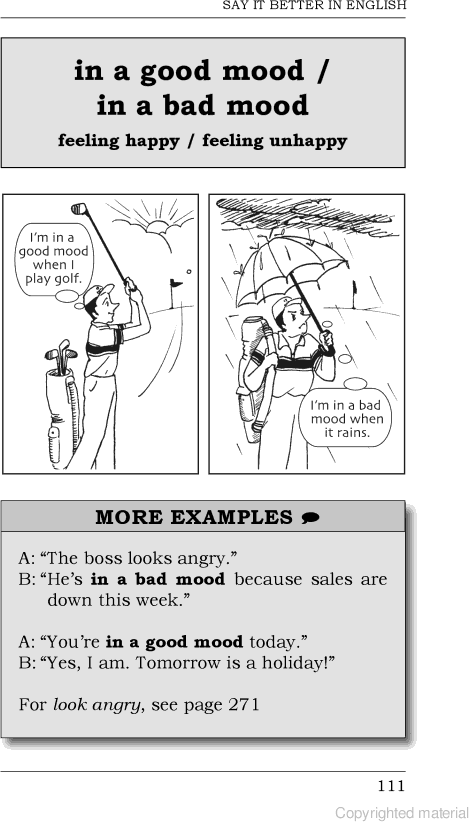 SAY IT BETTER IN ENGLISH
in a good mood /
in a bad mood
feeling happy / feeling unhappy
I'm in a
good mood
when I
play golf.
I'm in a bad
mood when
it rains.
MORE EXAMPLES
A: “The boss looks angry.”
B: “He's in a bad mood because sales are
down this week.”
A: “You're in a good mood today.”
B: “Yes, I am. Tomorrow is a holiday!”
For look angry, see page 271
111
Copyrighted material